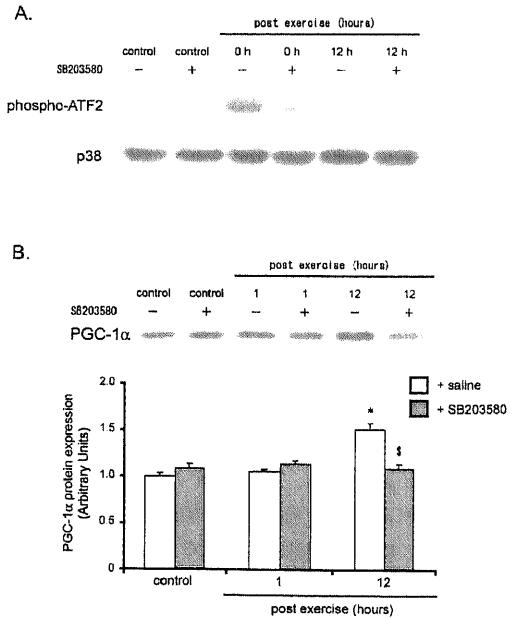 A.
post exercise (hours)
control control 0 h 0 h 12 h 12 h
SB203580 − + − + − +
phospho-ATF2
p38
B.
post exercise (hours)
control control 1 1 12 12
SB203580 − + − + − +
PGC-1α
+ saline
+ SB203580
PGC-1α protein expression
(Arbitrary Units)
2.0
1.5
1.0
0.5
0
*
$
control 1 12
post exercise (hours)